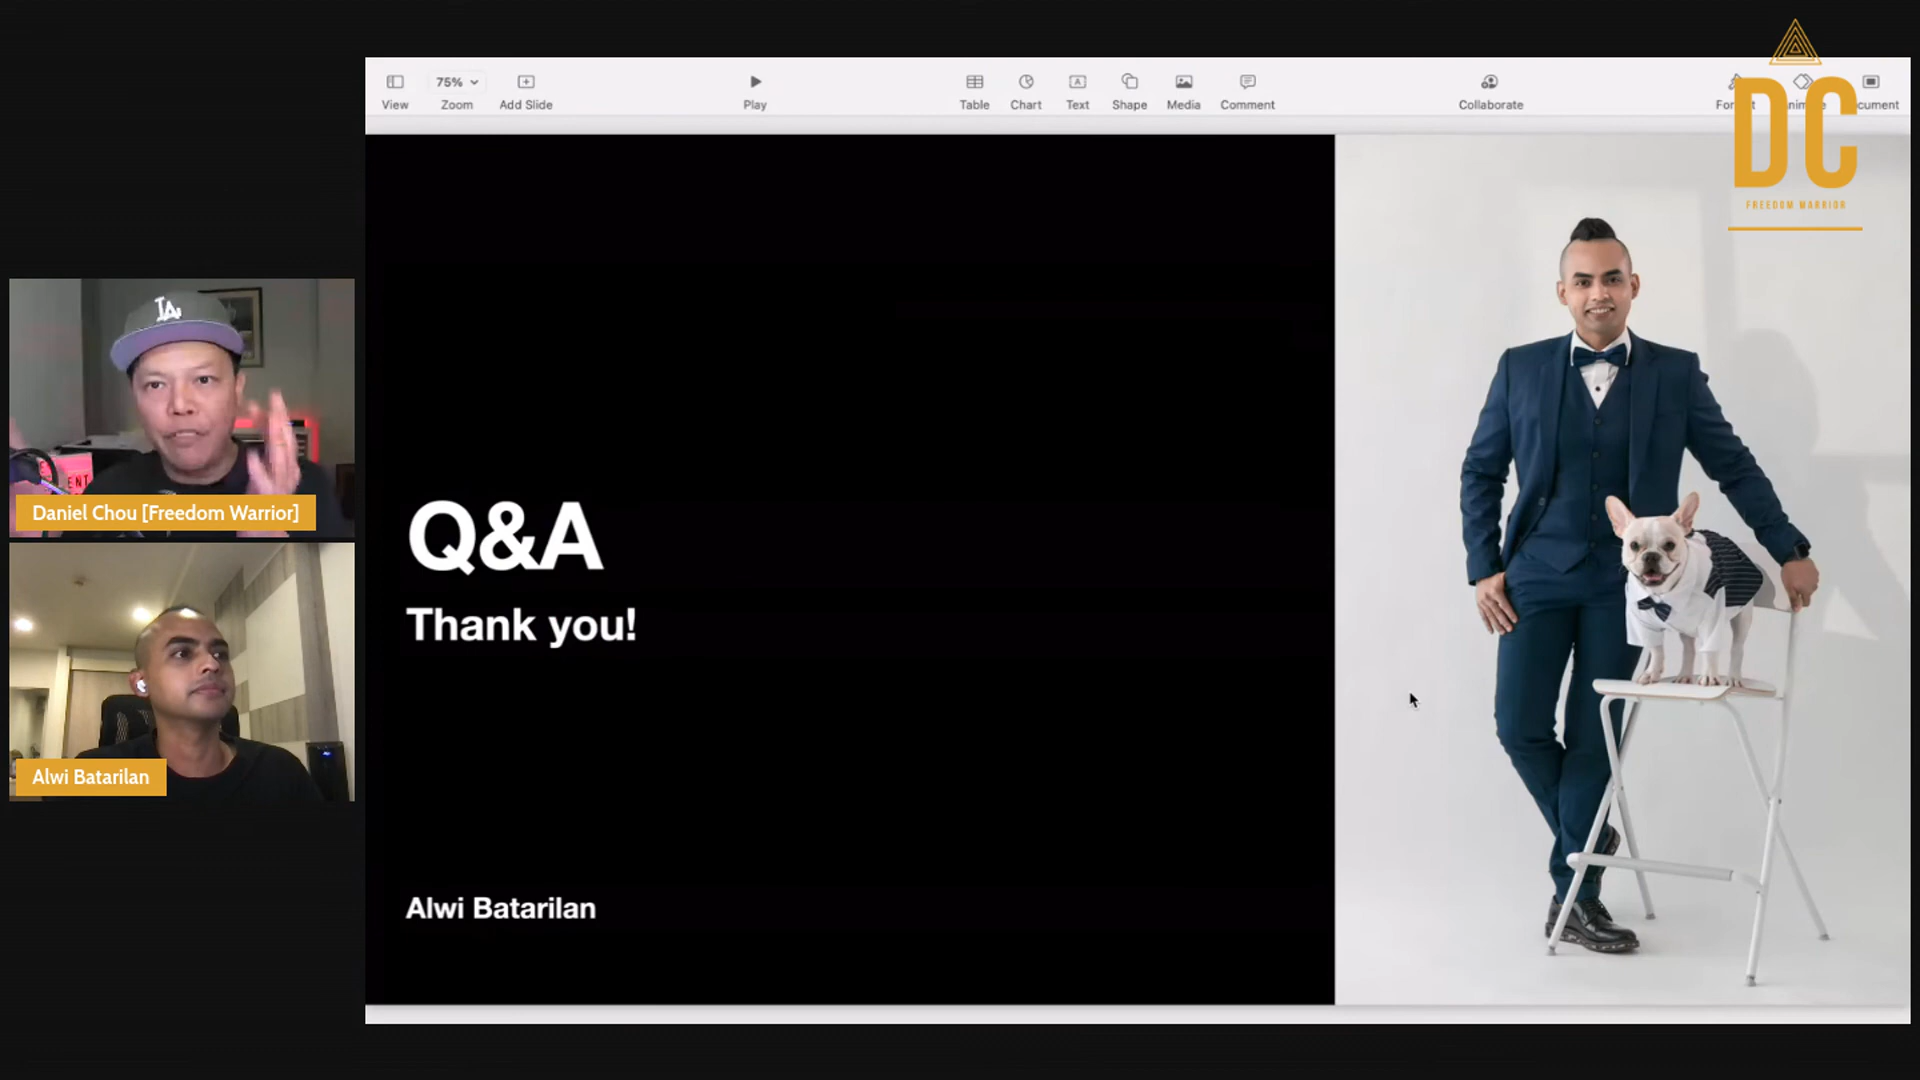 75%
View
Zoom
Add Slide
Play
Table
Chart
Text
Shape
Media
Comment
Collaborate
DC
FREEDOM WARRIOR
LA
Daniel Chou [Freedom Warrior]
Alwi Batarilan
Q&A
Thank you!
Alwi Batarilan